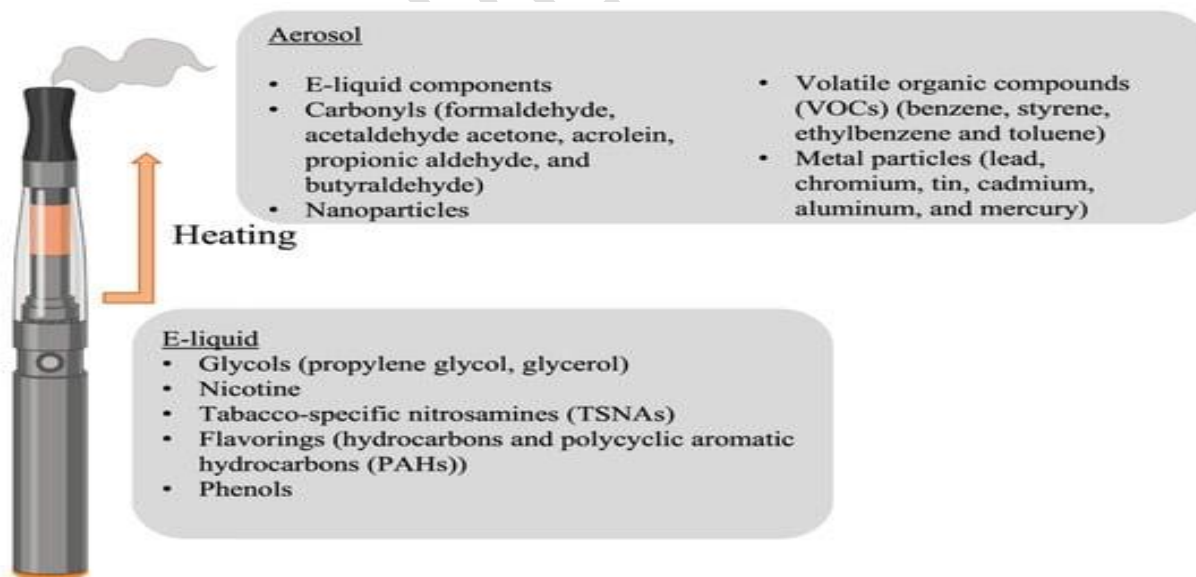 Aerosol
• E-liquid components
• Carbonyls (formaldehyde,
acetaldehyde acetone, acrolein,
propionic aldehyde, and
butyraldehyde)
• Nanoparticles
• Volatile organic compounds
(VOCs) (benzene, styrene,
ethylbenzene and toluene)
• Metal particles (lead,
chromium, tin, cadmium,
aluminum, and mercury)
Heating
E-liquid
• Glycols (propylene glycol, glycerol)
• Nicotine
• Tabacco-specific nitrosamines (TSNAs)
• Flavorings (hydrocarbons and polycyclic aromatic
hydrocarbons (PAHs))
• Phenols